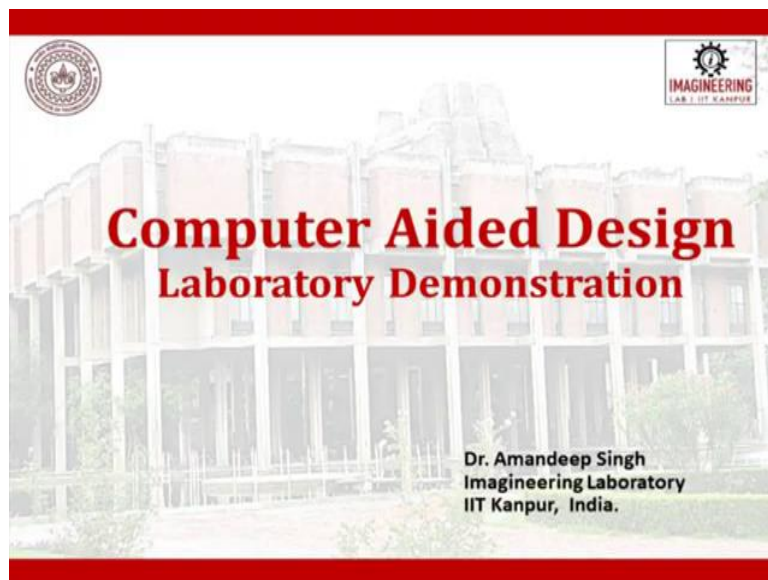 IMAGINEERING
LAB | IIT KANPUR
Computer Aided Design
Laboratory Demonstration
Dr. Amandeep Singh
Imagineering Laboratory
IIT Kanpur, India.